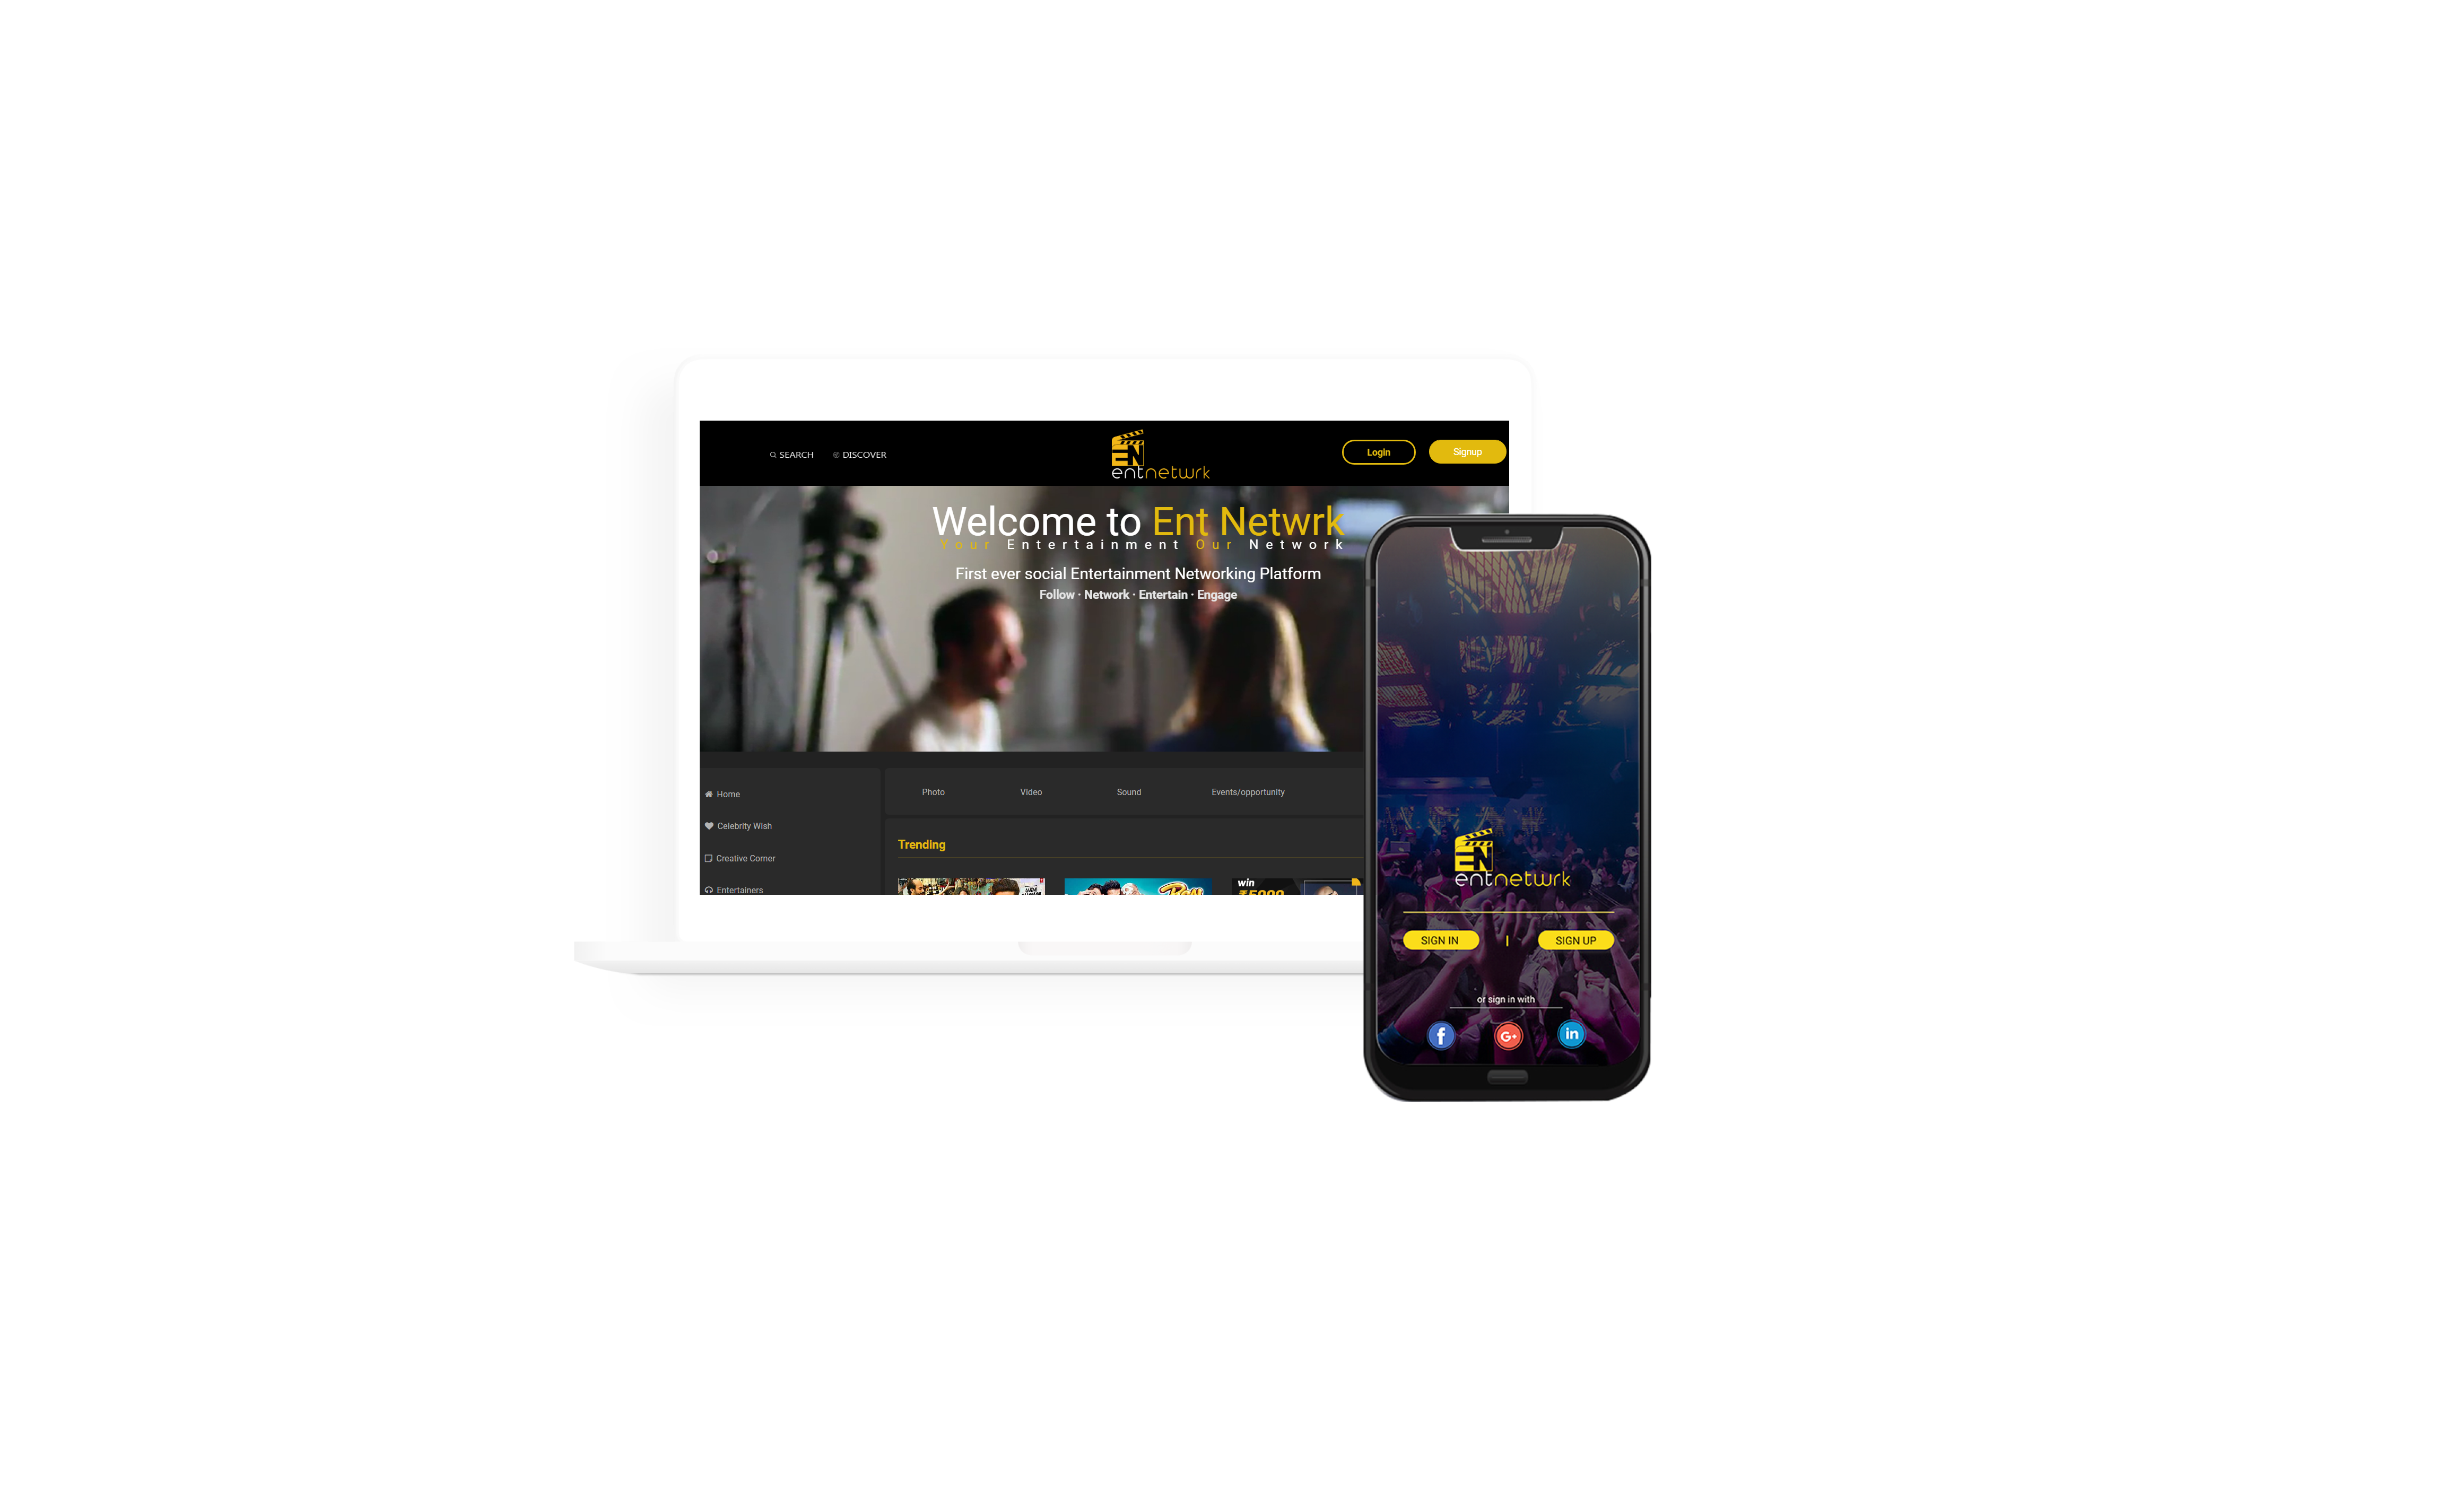 SEARCH
DISCOVER
EN
entnetwrk
Login
Signup
Welcome to Ent Netwrk
Your Entertainment Our Network
First ever social Entertainment Networking Platform
Follow · Network · Entertain · Engage
Home
Celebrity Wish
Creative Corner
Entertainers
Photo
Video
Sound
Events/opportunity
Trending
win
₹5000
EN
entnetwrk
SIGN IN
|
SIGN UP
or sign in with
f
G+
in